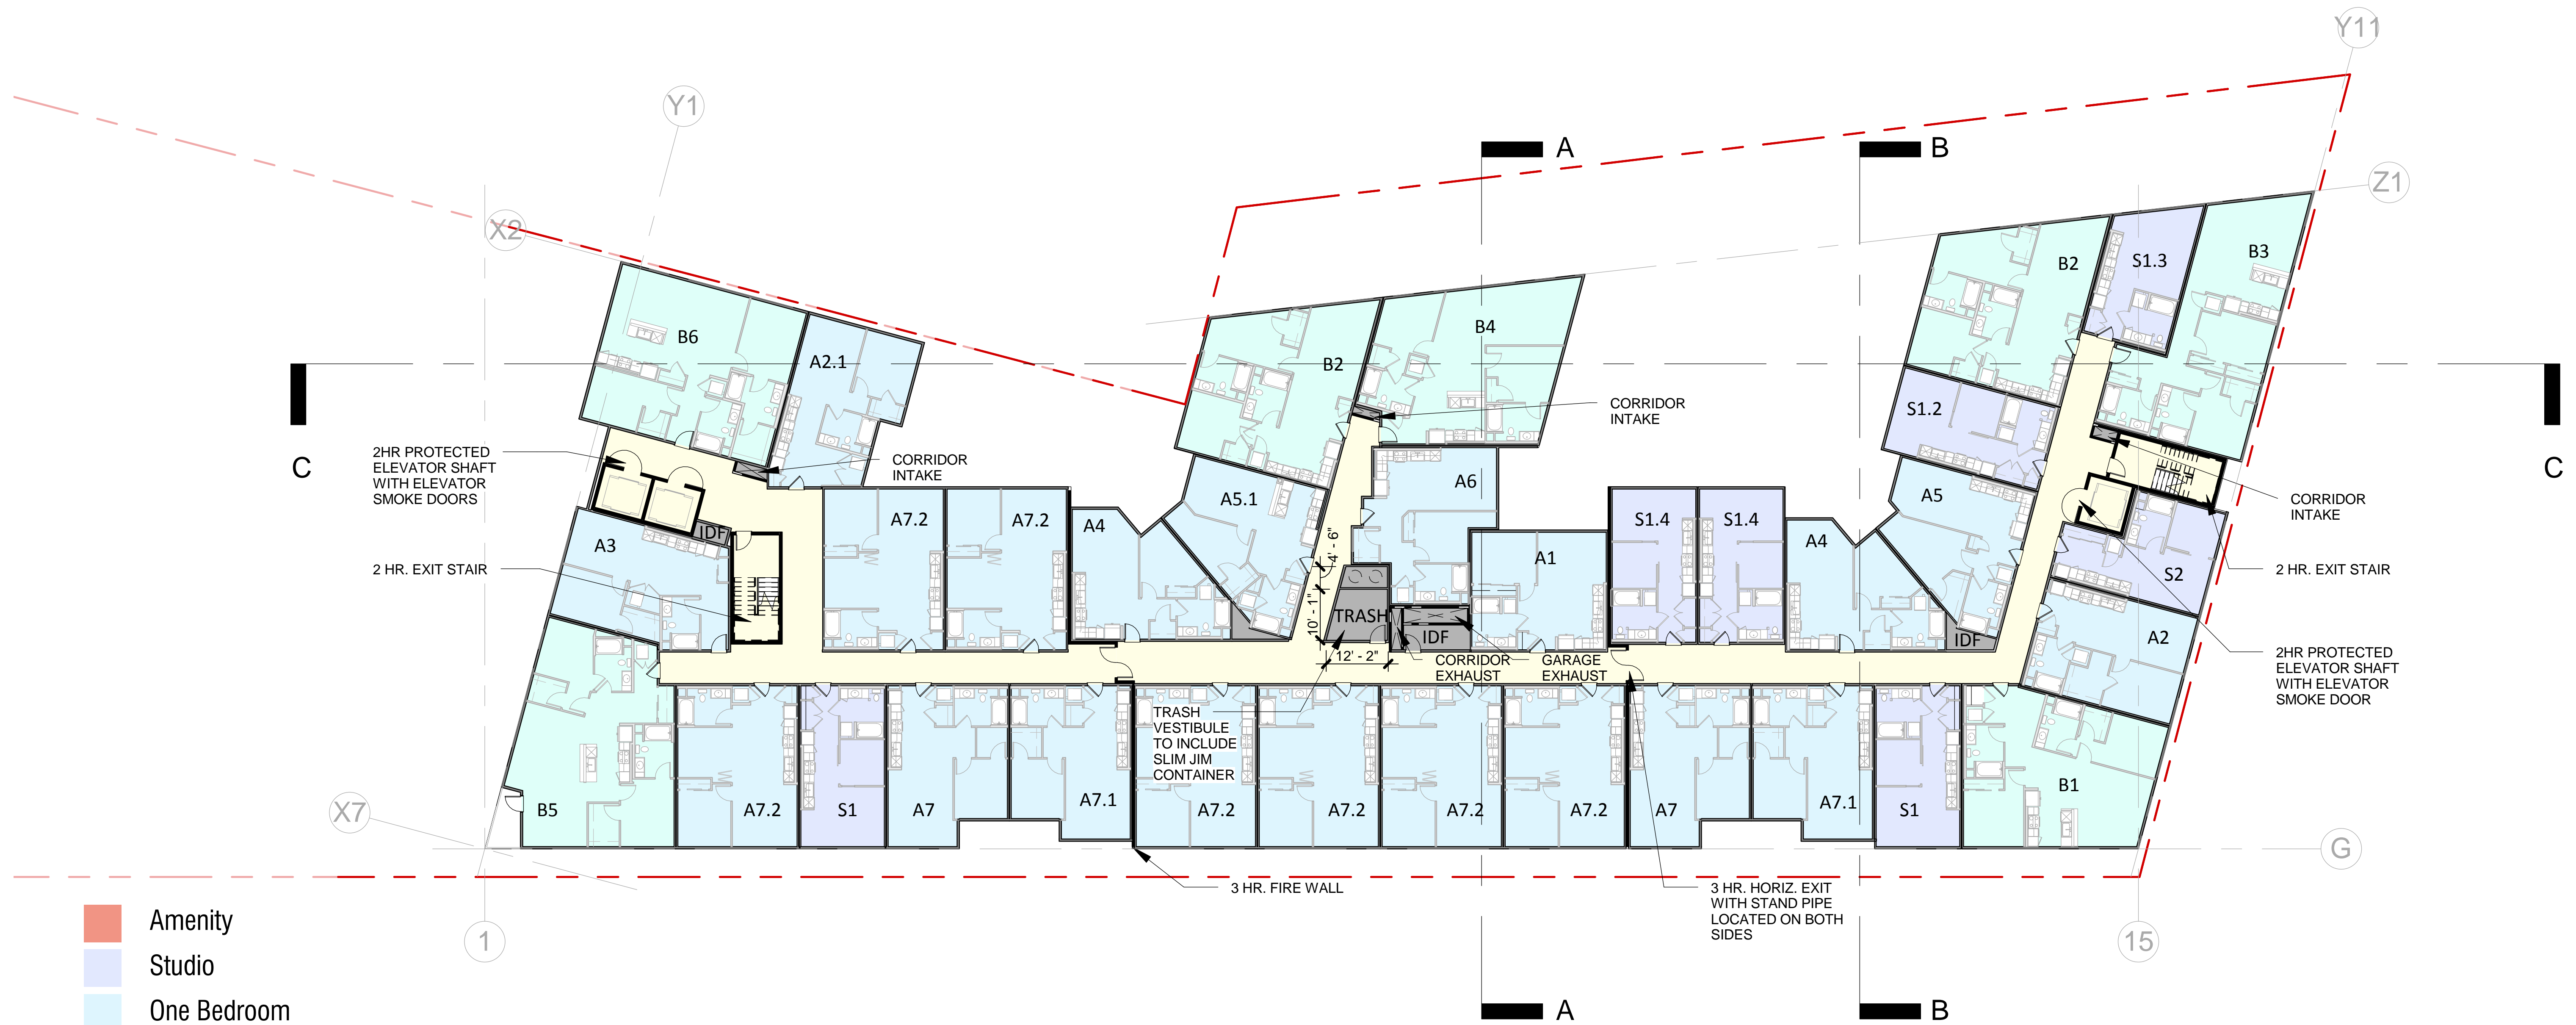 Y11
Y1
A
B
Z1
X2
B2
S1.3
B3
B6
A2.1
B2
B4
CORRIDOR
INTAKE
S1.2
C
C
2HR PROTECTED
ELEVATOR SHAFT
WITH ELEVATOR
SMOKE DOORS
CORRIDOR
INTAKE
A5.1
A6
A5
CORRIDOR
INTAKE
A7.2
A7.2
A4
S1.4
S1.4
A4
IDF
A3
4' - 6"
A1
S2
2 HR. EXIT STAIR
2 HR. EXIT STAIR
10' - 1"
TRASH
IDF
IDF
A2
12' - 2"
CORRIDOR
EXHAUST
GARAGE
EXHAUST
2HR PROTECTED
ELEVATOR SHAFT
WITH ELEVATOR
SMOKE DOOR
TRASH
VESTIBULE
TO INCLUDE
SLIM JIM
CONTAINER
X7
B5
A7.2
S1
A7
A7.1
A7.2
A7.2
A7.2
A7.2
A7
A7.1
S1
B1
G
3 HR. FIRE WALL
3 HR. HORIZ. EXIT
WITH STAND PIPE
LOCATED ON BOTH
SIDES
1
15
Amenity
Studio
One Bedroom
A
B